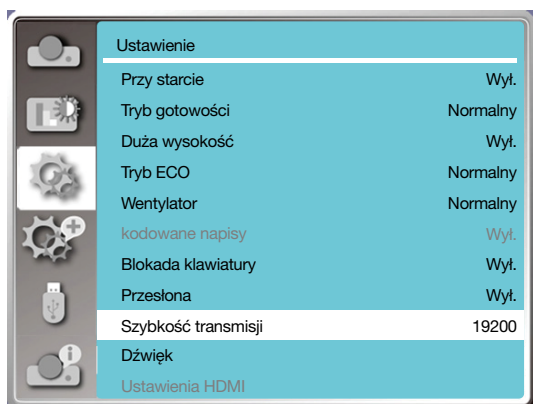 Ustawienie
Przy starcie Wył.
Tryb gotowości Normalny
Duża wysokość Wył.
Tryb ECO Normalny
Wentylator Normalny
kodowane napisy Wył.
Blokada klawiatury Wył.
Przesłona Wył.
Szybkość transmisji 19200
Dźwięk
Ustawienia HDMI